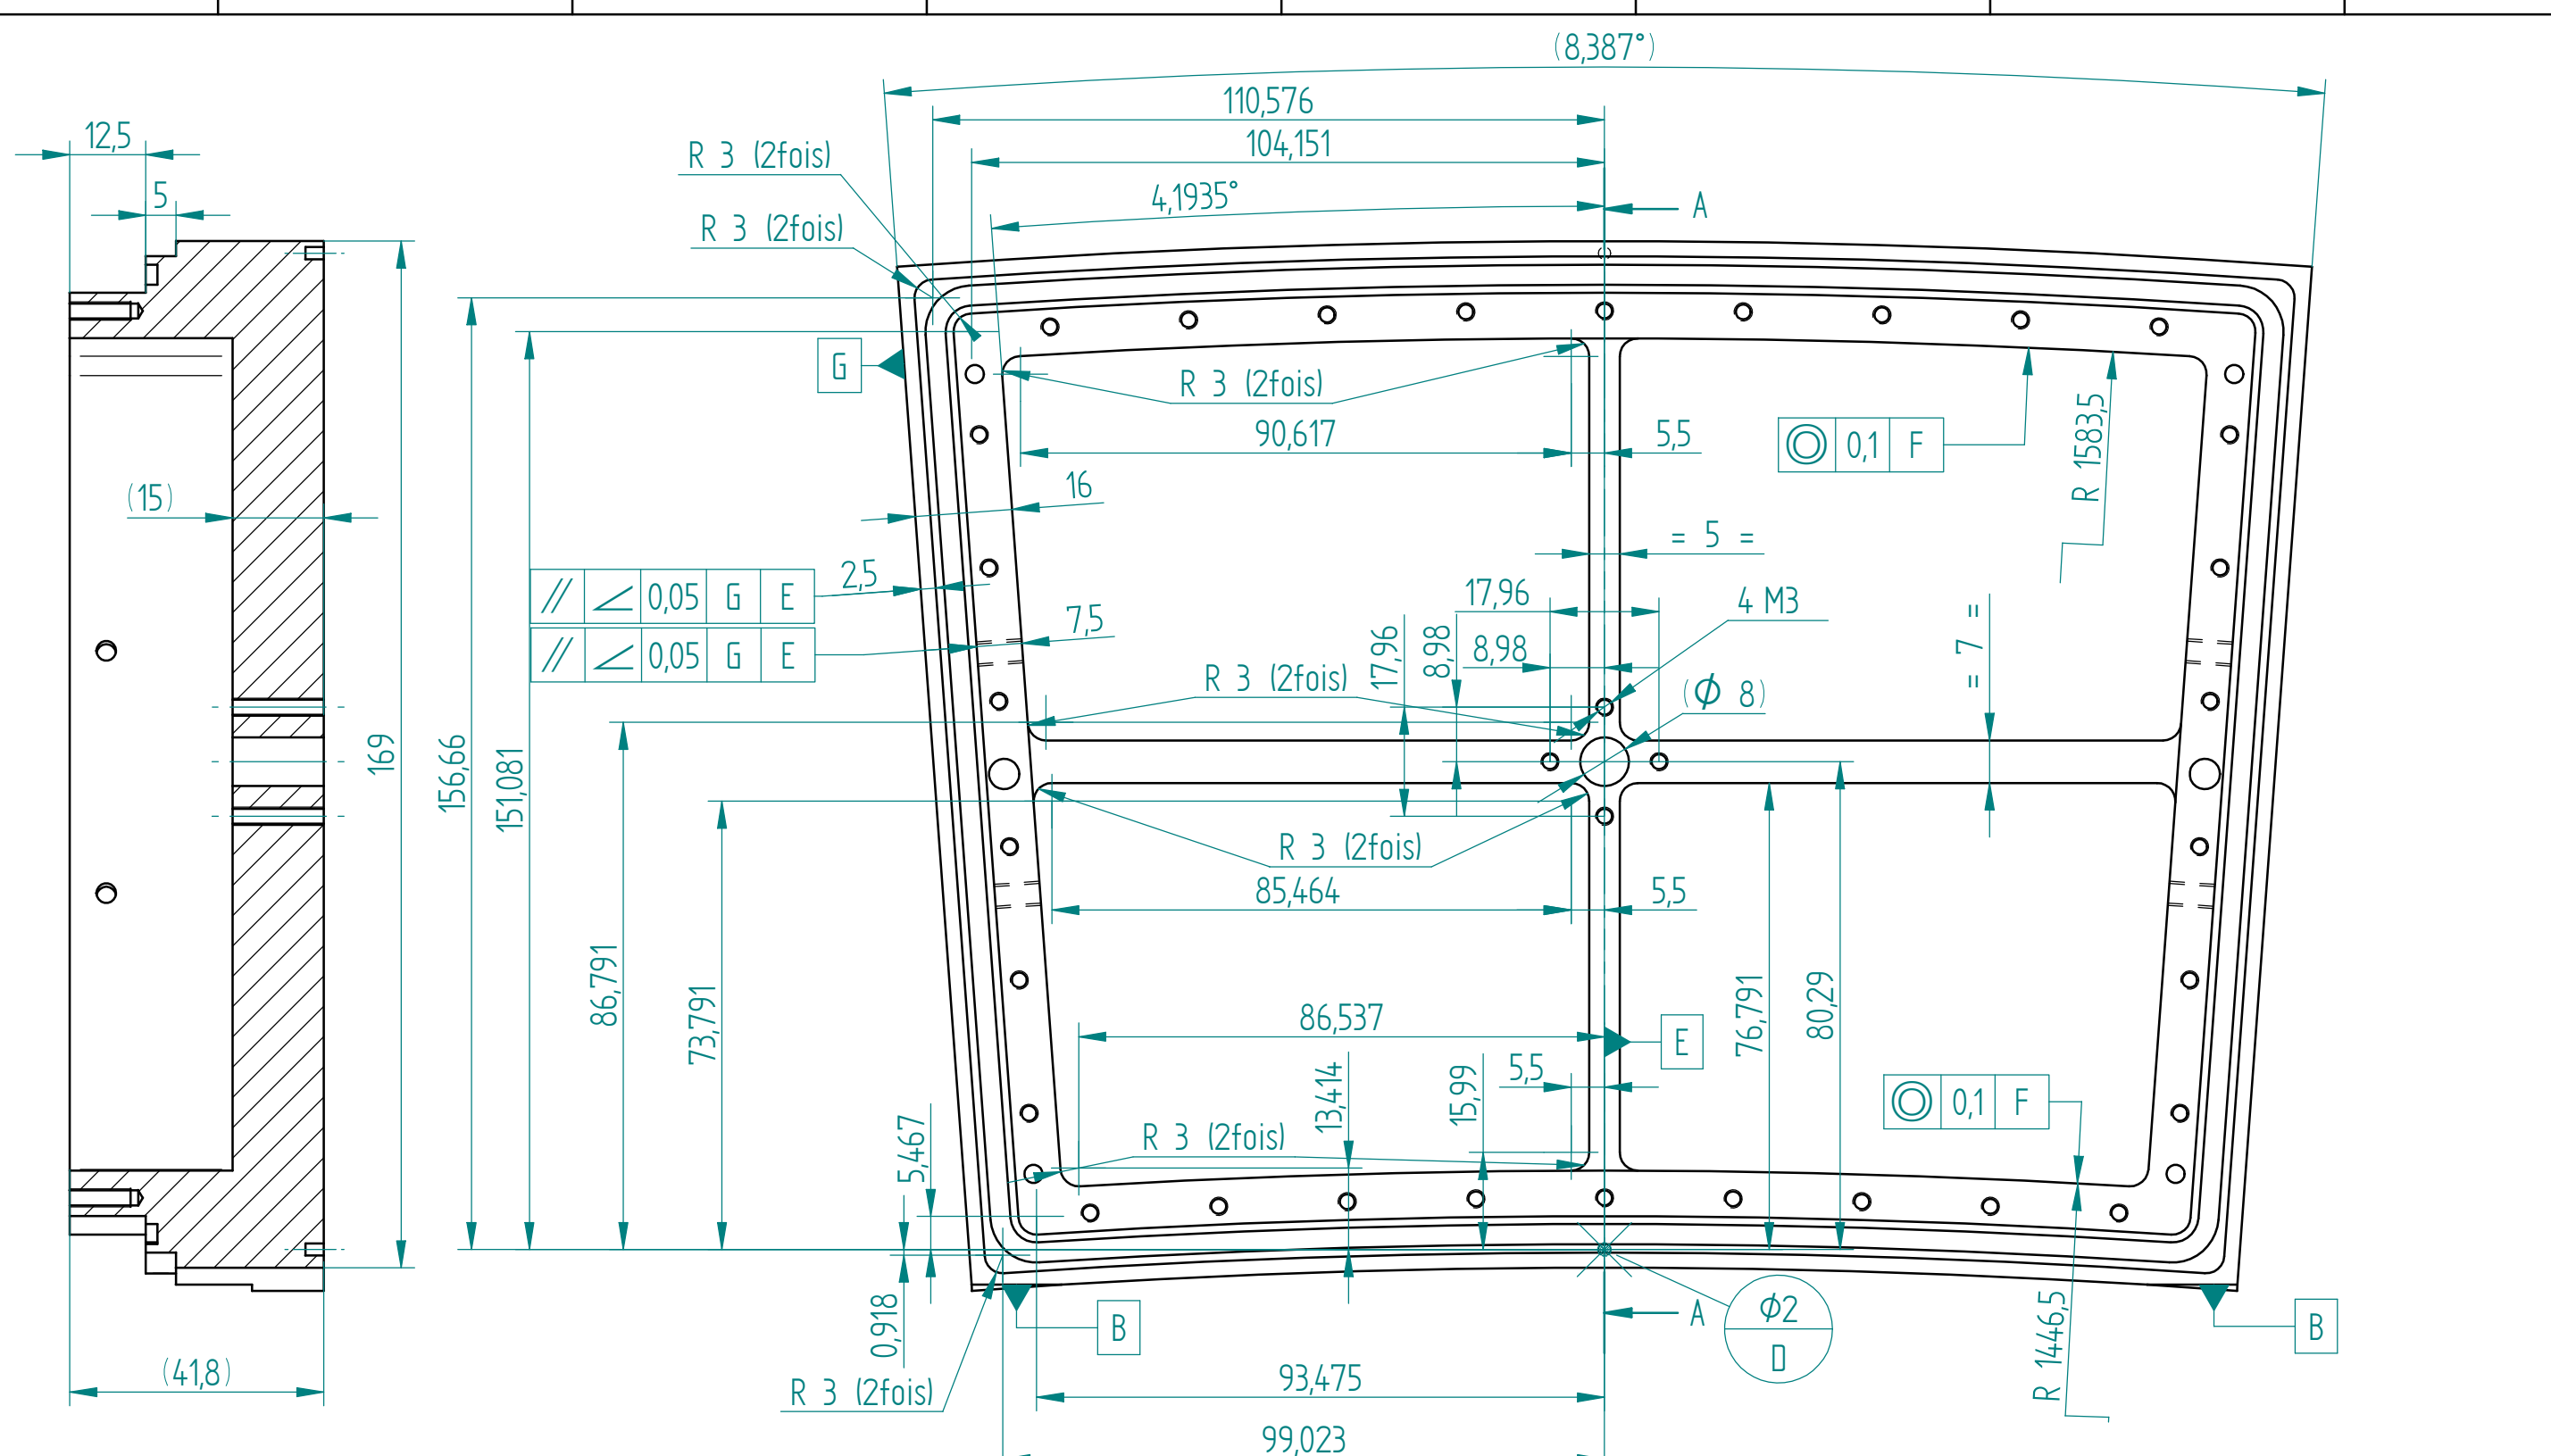 (8,387°)
110,576
12,5
104,151
R 3 (2fois)
4,1935°
5
A
R 3 (2fois)
G
R 3 (2fois)
R 1583,5
90,617
5,5
0,1 F
16
(15)
= 5 =
2,5
17,96
4 M3
0,05 G E
7,5
= 7 =
0,05 G E
17,96
8,98
8,98
R 3 (2fois)
(Φ 8)
169
156,66
151,081
R 3 (2fois)
85,464
5,5
86,791
73,791
76,791
80,29
86,537
E
13,414
15,99
5,5
0,1 F
5,467
R 3 (2fois)
0,918
B
A
Φ2
D
B
R 1446,5
(41,8)
R 3 (2fois)
93,475
99,023